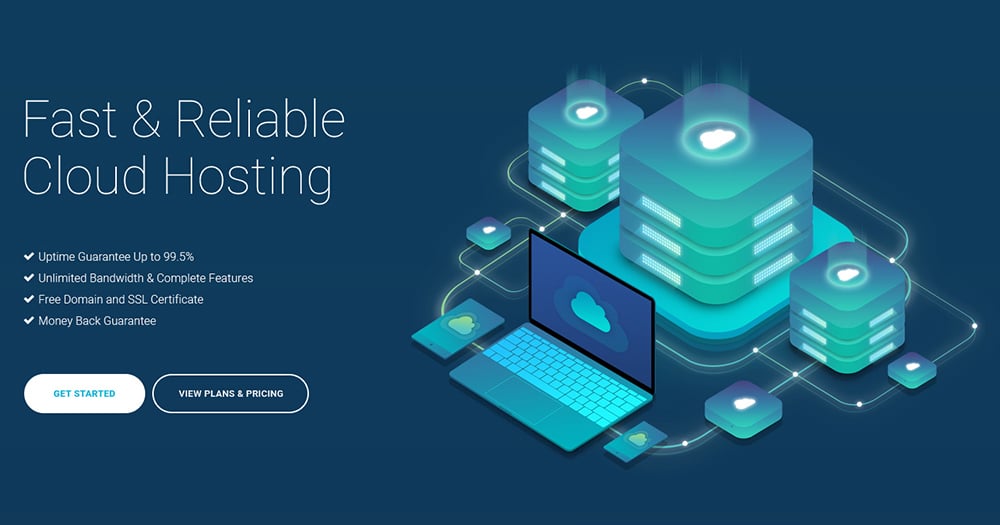 Fast & Reliable
Cloud Hosting
Uptime Guarantee Up to 99.5%
Unlimited Bandwidth & Complete Features
Free Domain and SSL Certificate
Money Back Guarantee
GET STARTED
VIEW PLANS & PRICING